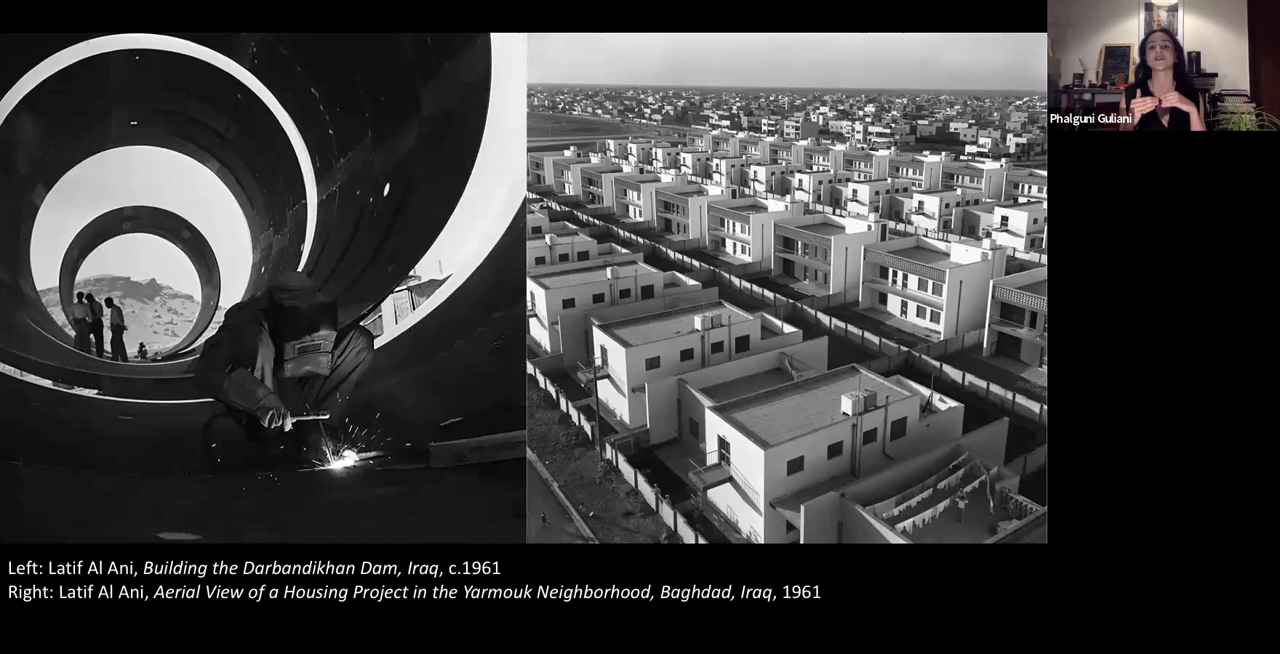 Phalguni Guliani
Left: Latif Al Ani, Building the Darbandikhan Dam, Iraq, c.1961
Right: Latif Al Ani, Aerial View of a Housing Project in the Yarmouk Neighborhood, Baghdad, Iraq, 1961